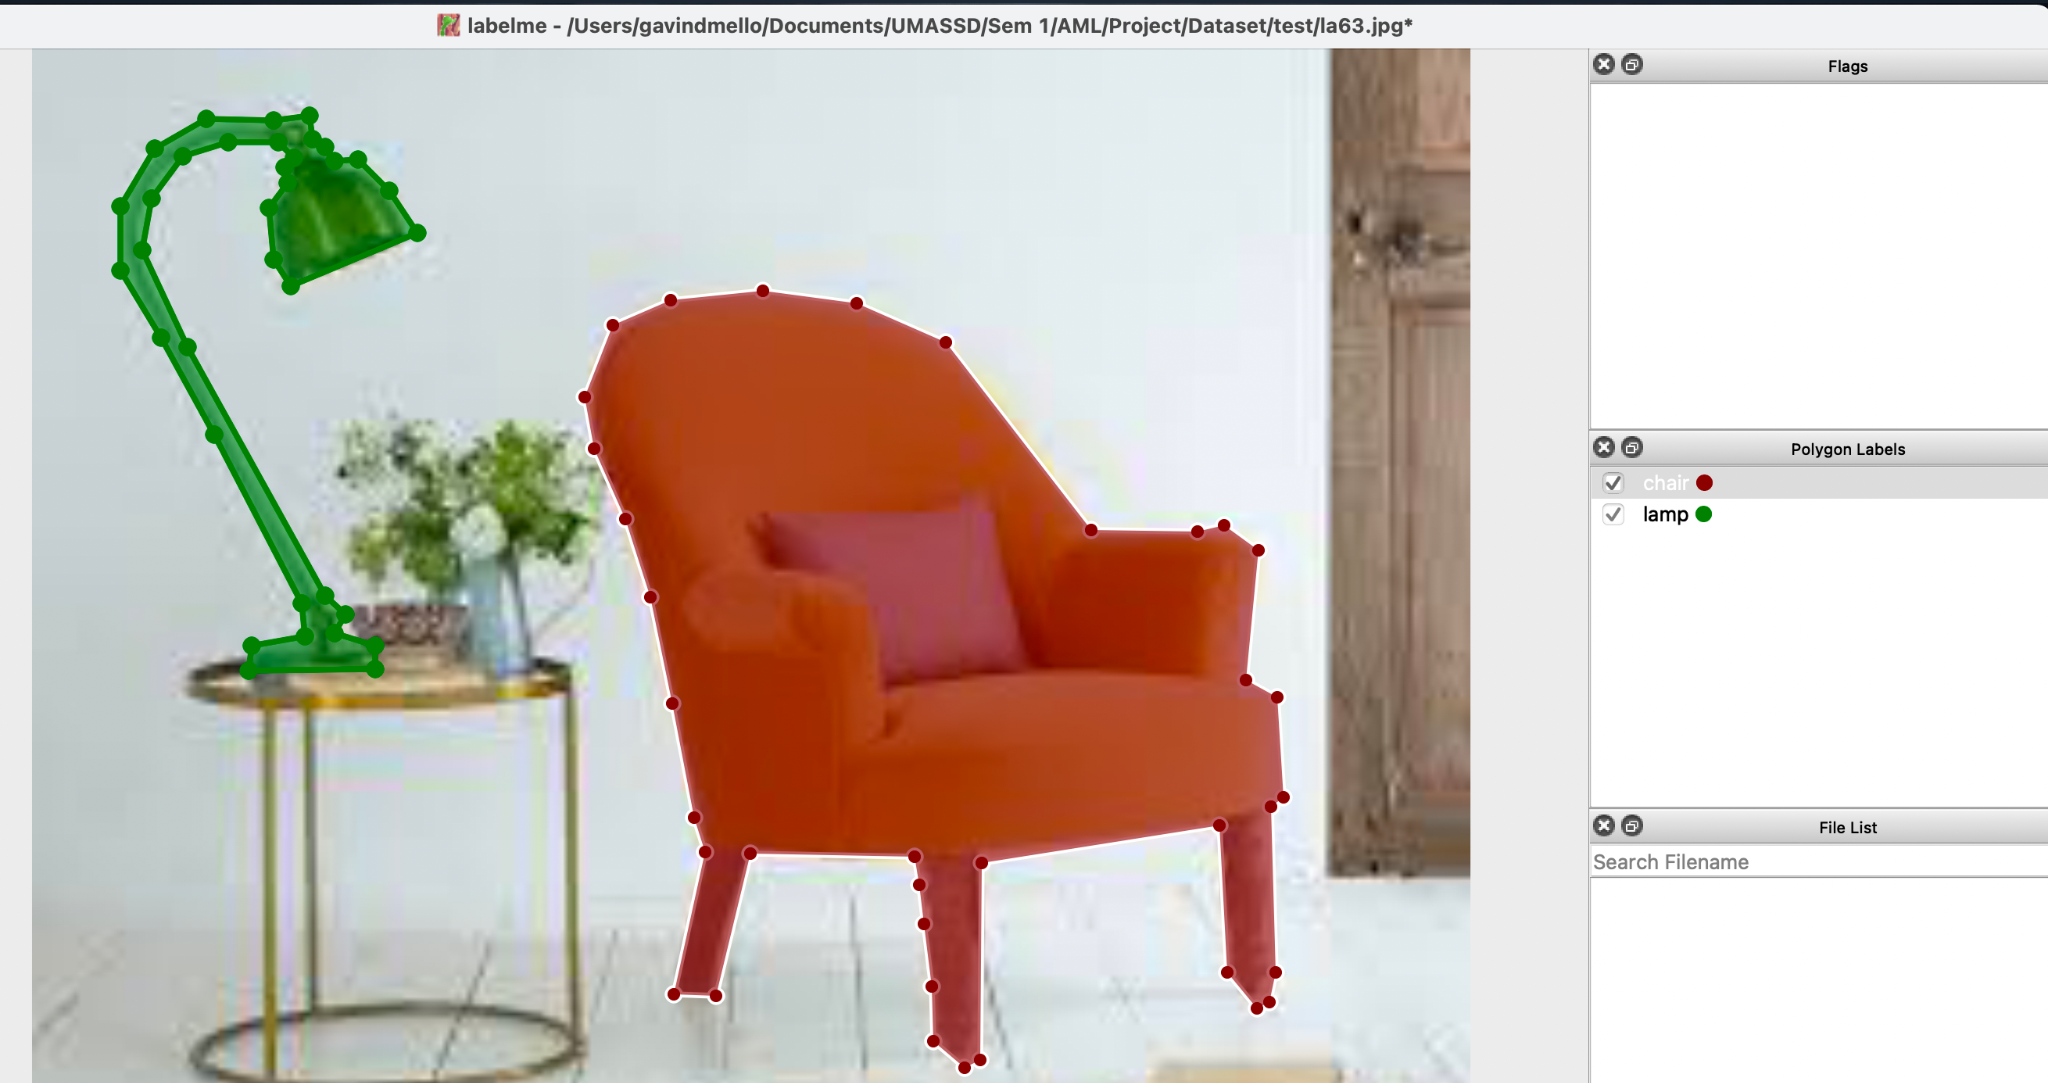 labelme - /Users/gavindmello/Documents/UMASSD/Sem 1/AML/Project/Dataset/test/la63.jpg*
Flags
Polygon Labels
chair
lamp
File List
Search Filename